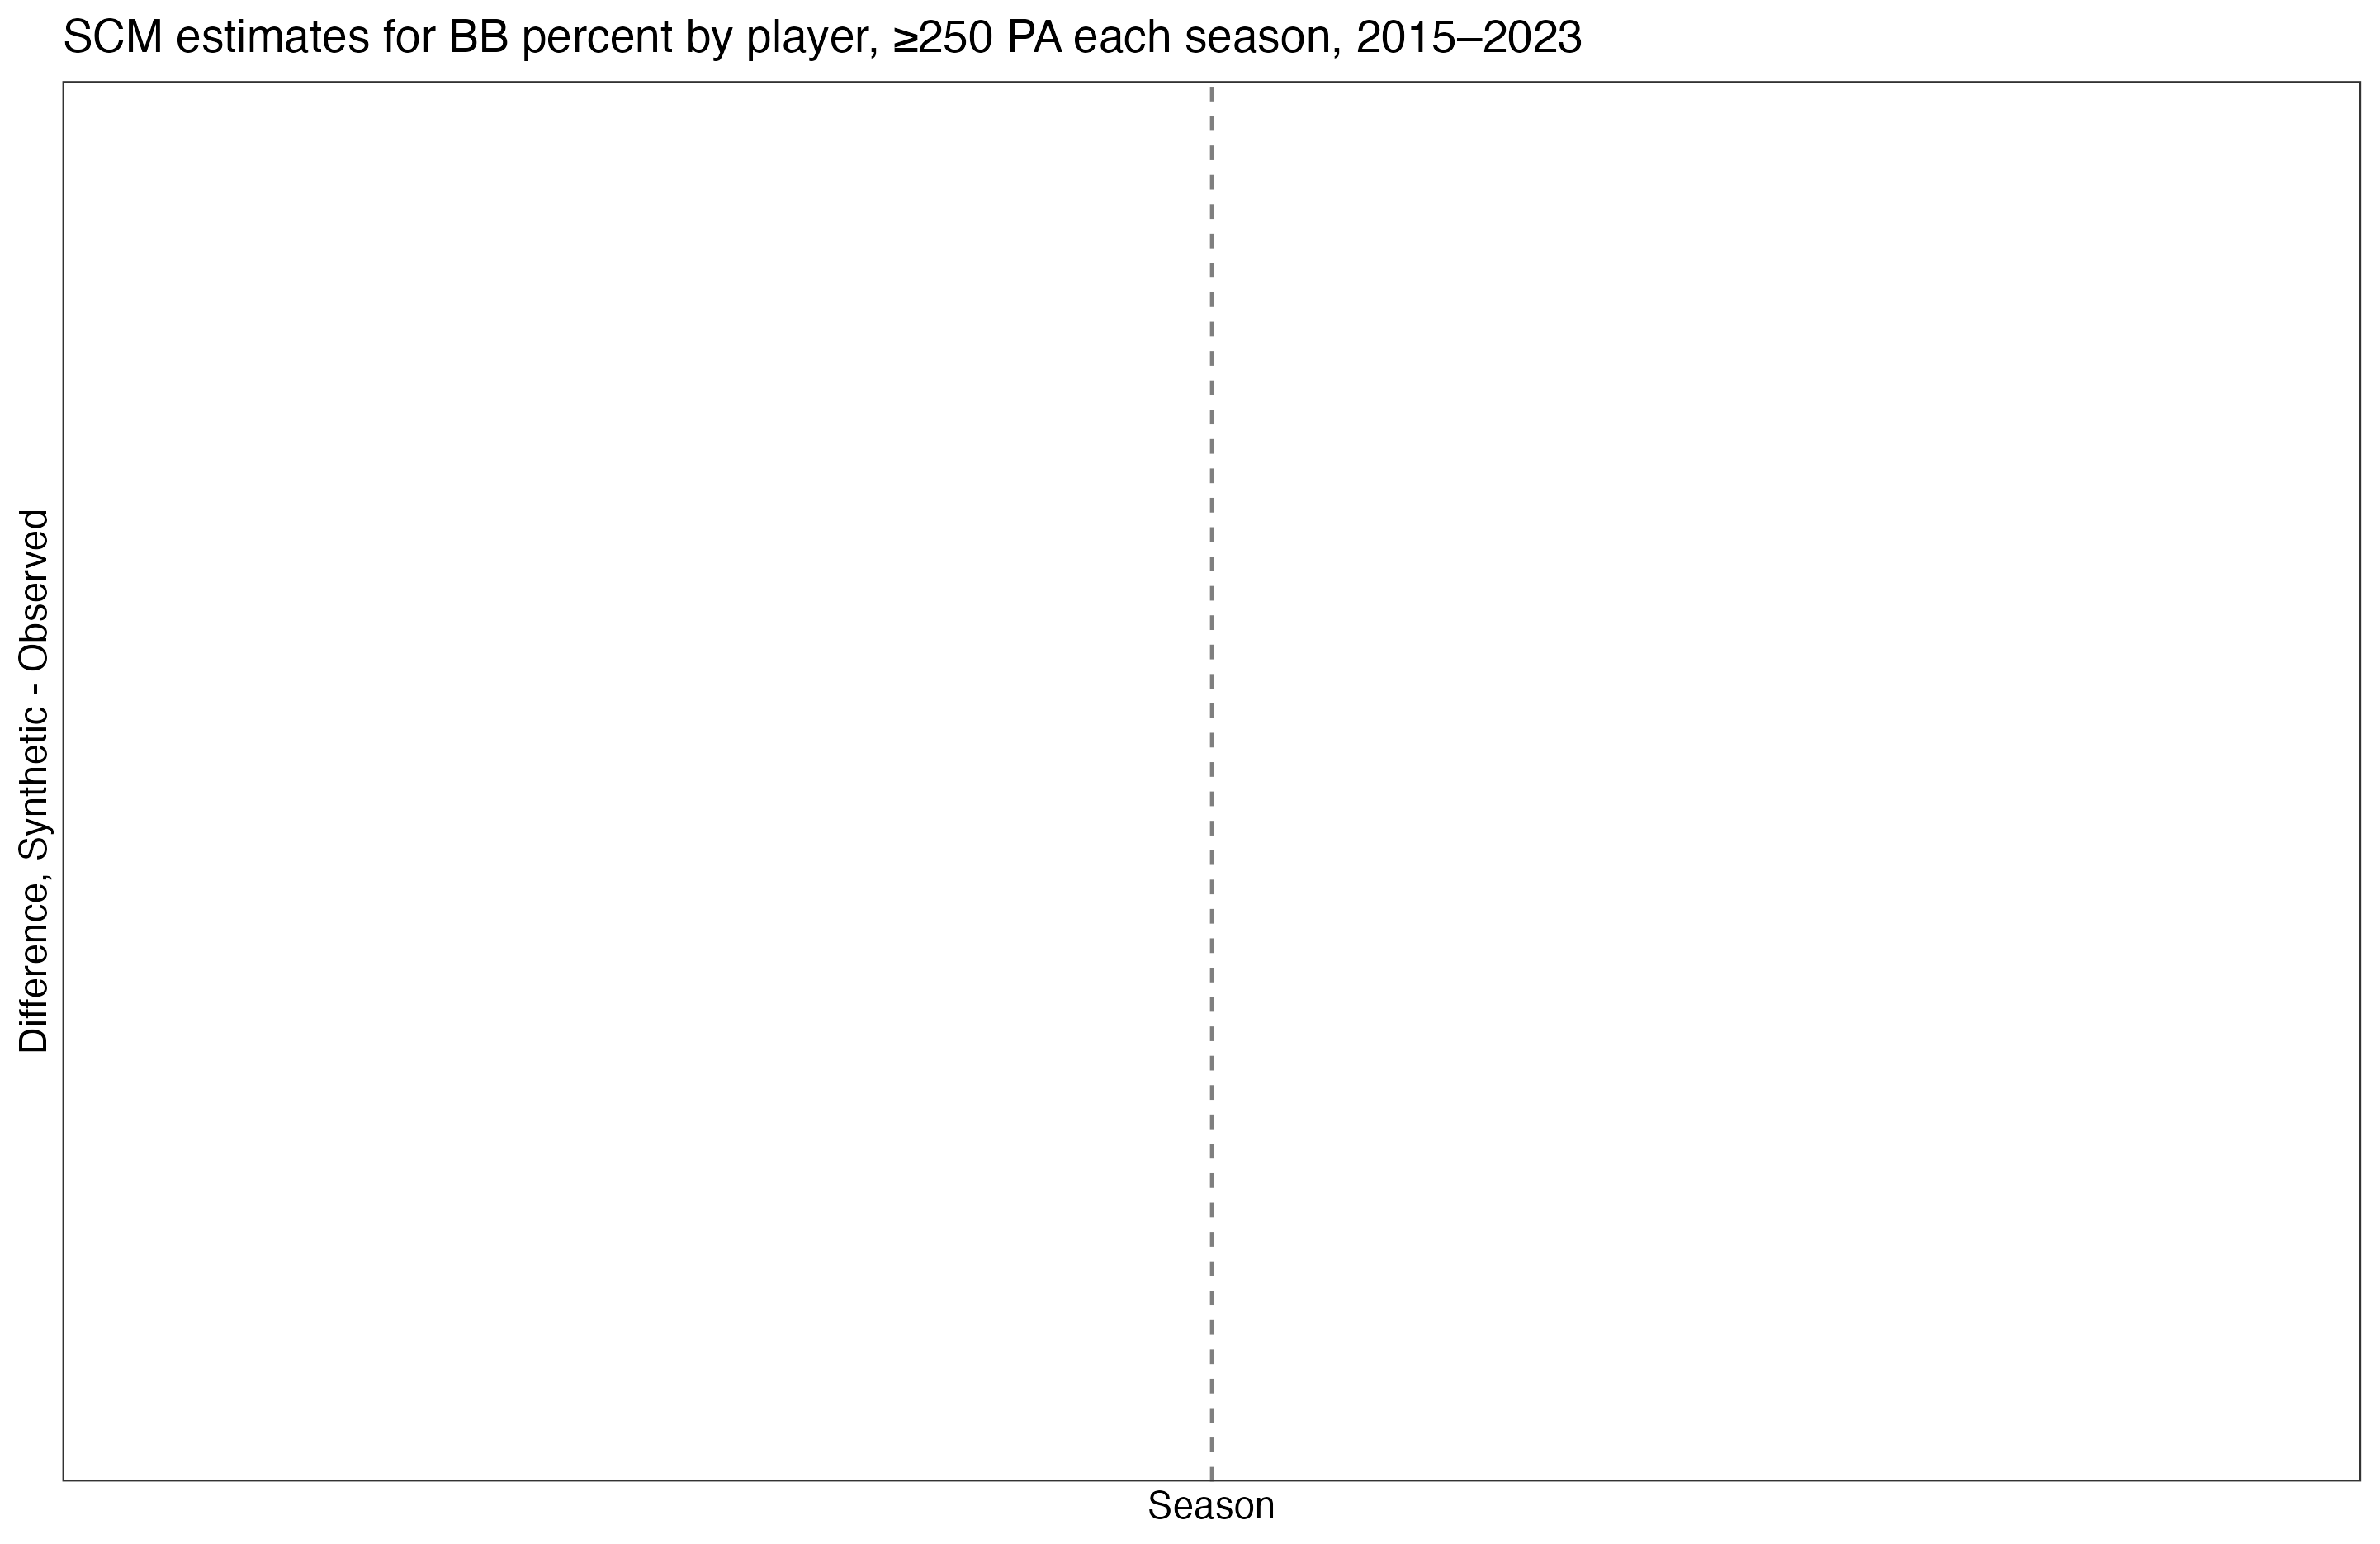 SCM estimates for BB percent by player, ≥250 PA each season, 2015–2023
Difference, Synthetic - Observed
Season